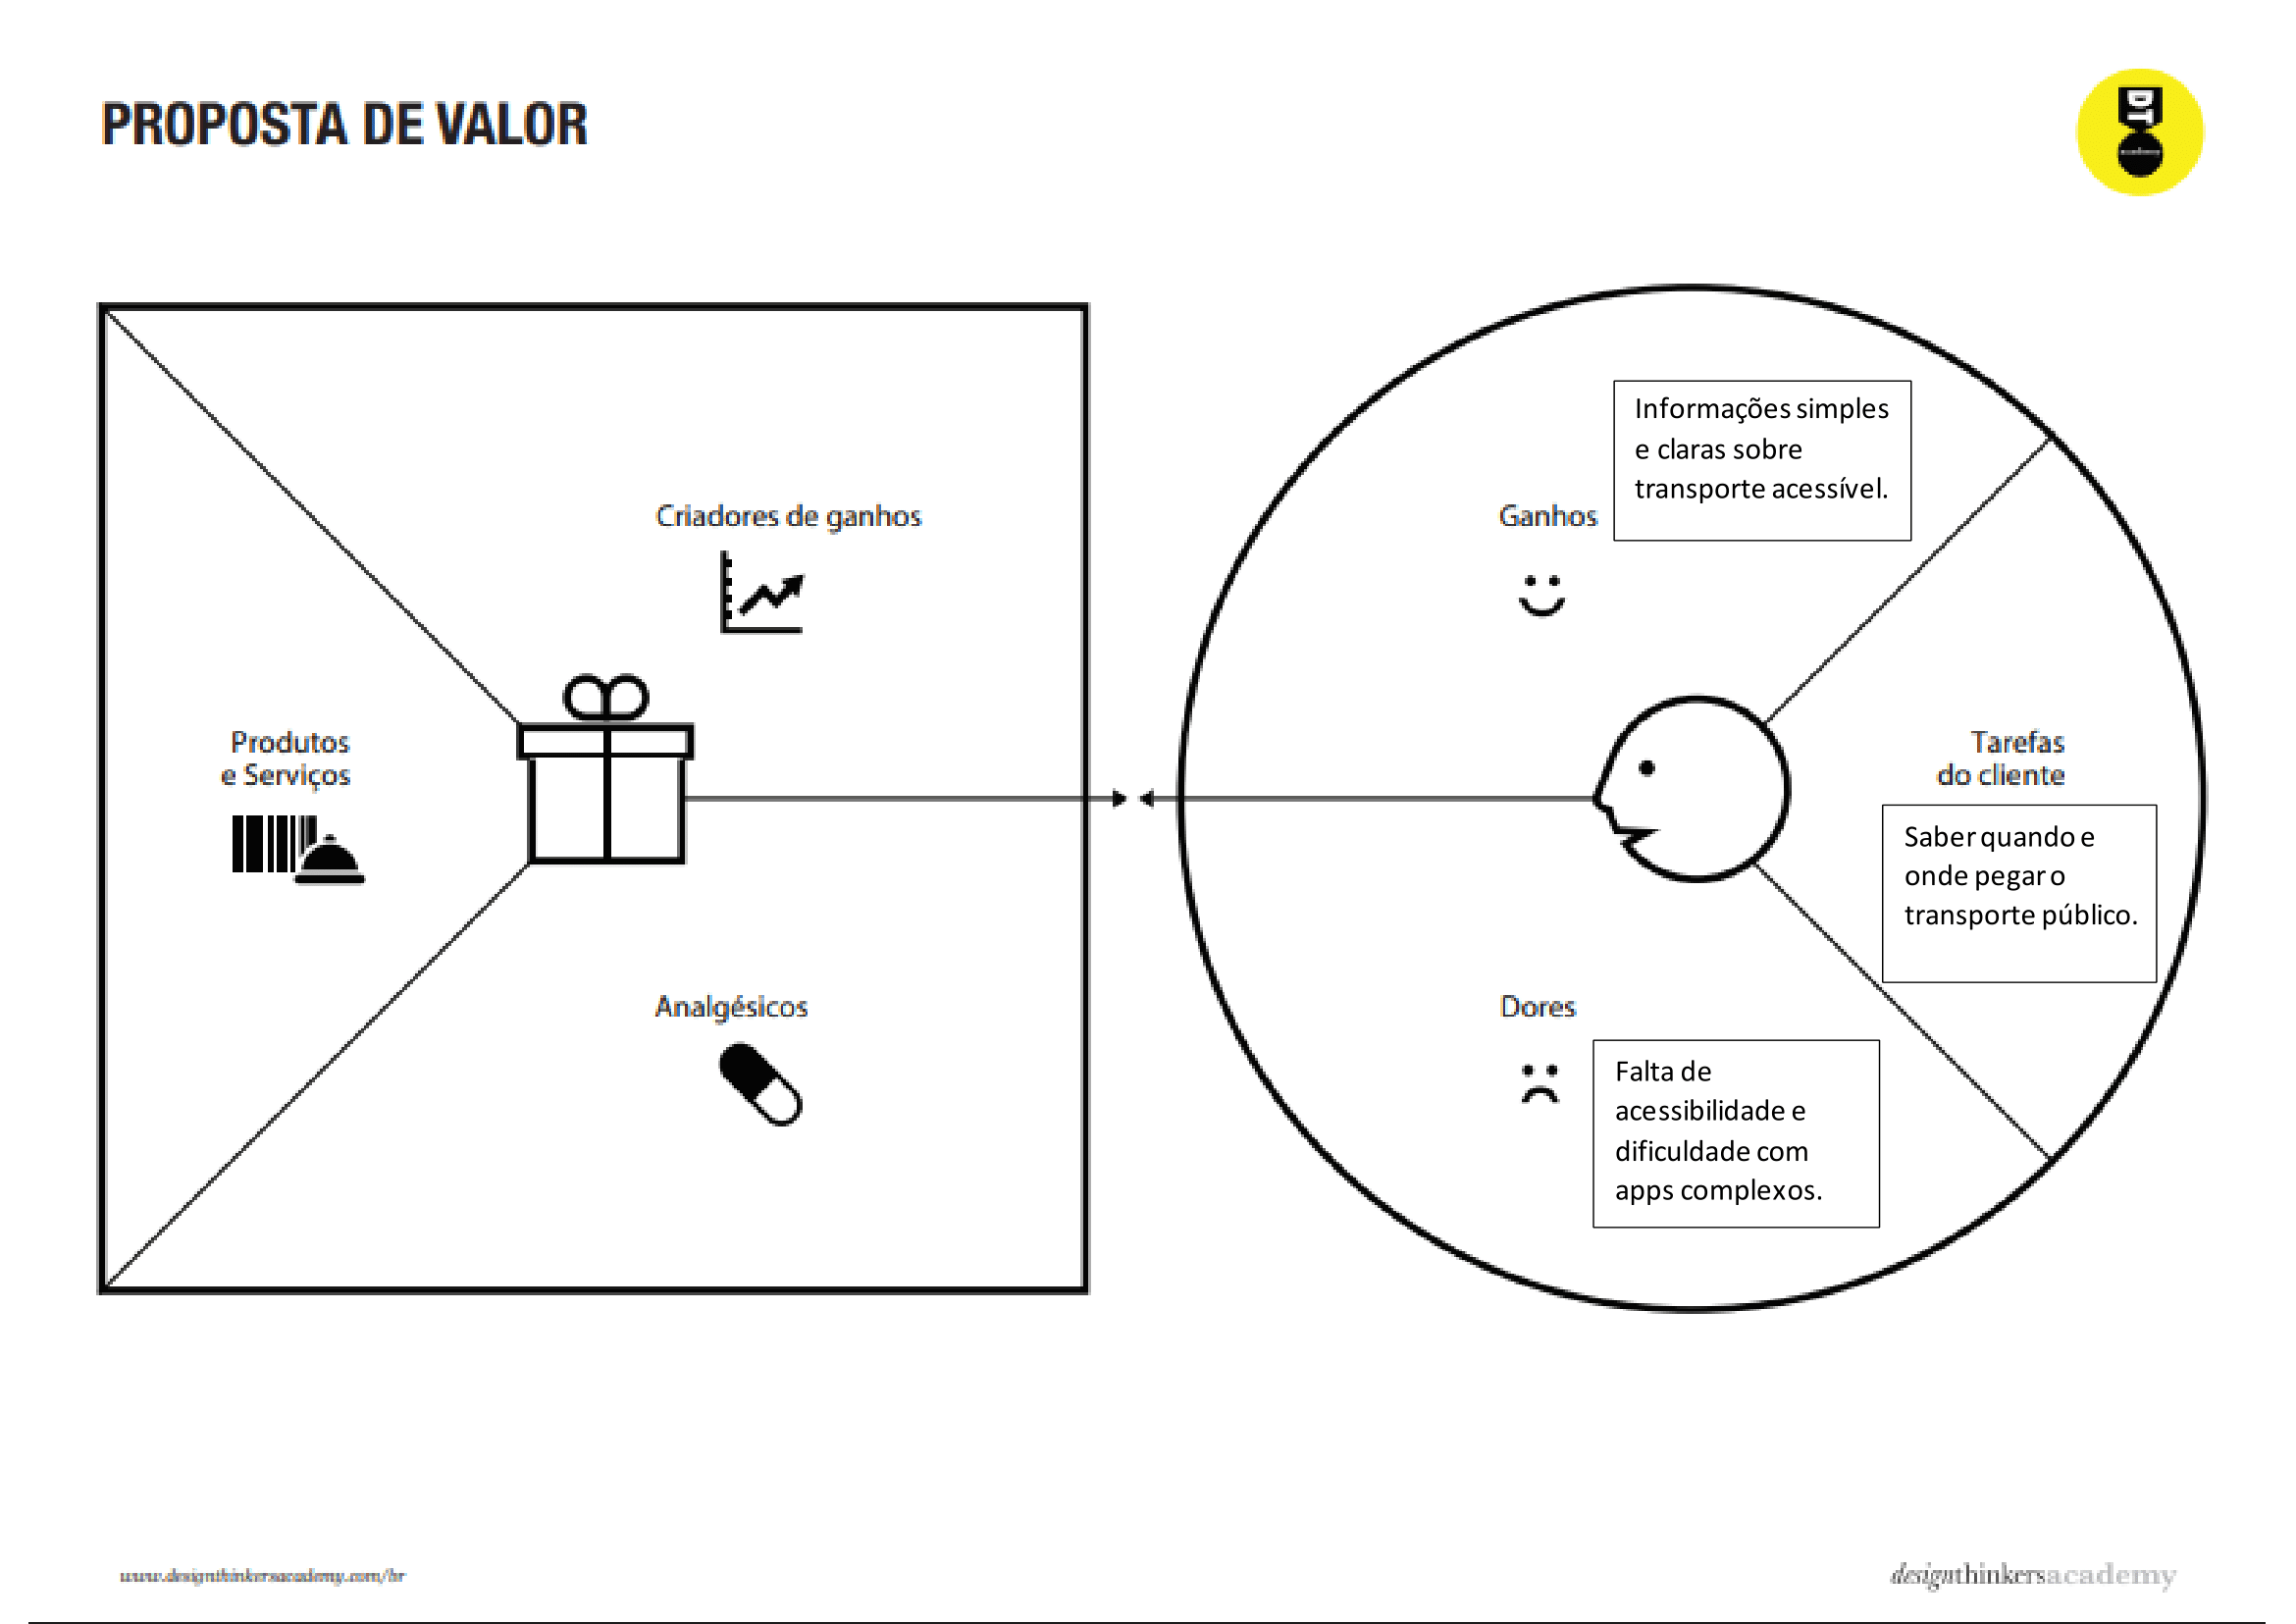 PROPOSTA DE VALOR
DT
academy
Informações simples
e claras sobre
transporte acessível.
Criadores de ganhos
Ganhos
Produtos
e Serviços
Tarefas
do cliente
Saber quando e
onde pegar o
transporte público.
Analgésicos
Dores
Falta de
acessibilidade e
dificuldade com
apps complexos.
www.designthinkersacademy.com/br
designthinkersacademy